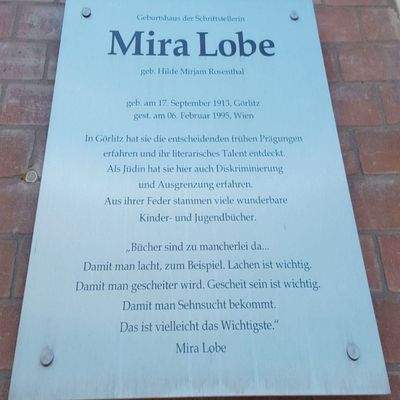 Geburtshaus der Schriftstellerin
Mira Lobe
geb. Hilde Mirjam Rosenthal
geb. am 17. September 1913, Görlitz
gest. am 06. Februar 1995, Wien
In Görlitz hat sie die entscheidenden frühen Prägungen
erfahren und ihr literarisches Talent entdeckt.
Als Jüdin hat sie hier auch Diskriminierung
und Ausgrenzung erfahren.
Aus ihrer Feder stammen viele wunderbare
Kinder- und Jugendbücher.
„Bücher sind zu mancherlei da...
Damit man lacht, zum Beispiel. Lachen ist wichtig.
Damit man gescheiter wird. Gescheit sein ist wichtig.
Damit man Sehnsucht bekommt.
Das ist vielleicht das Wichtigste.“
Mira Lobe